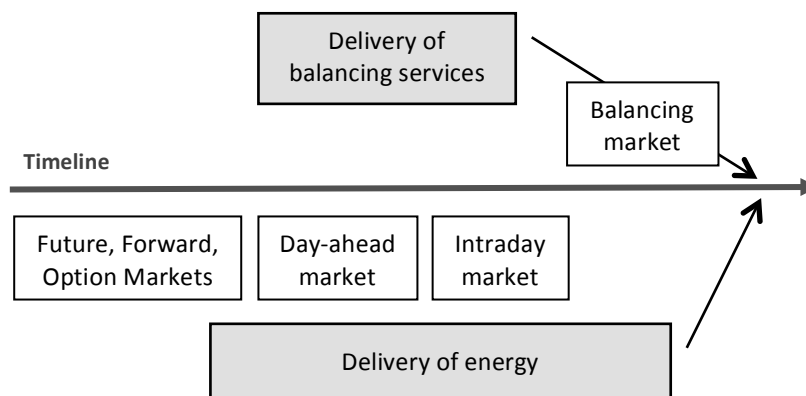 Delivery of
balancing services
Balancing
market
Timeline
Future, Forward,
Option Markets
Day-ahead
market
Intraday
market
Delivery of energy